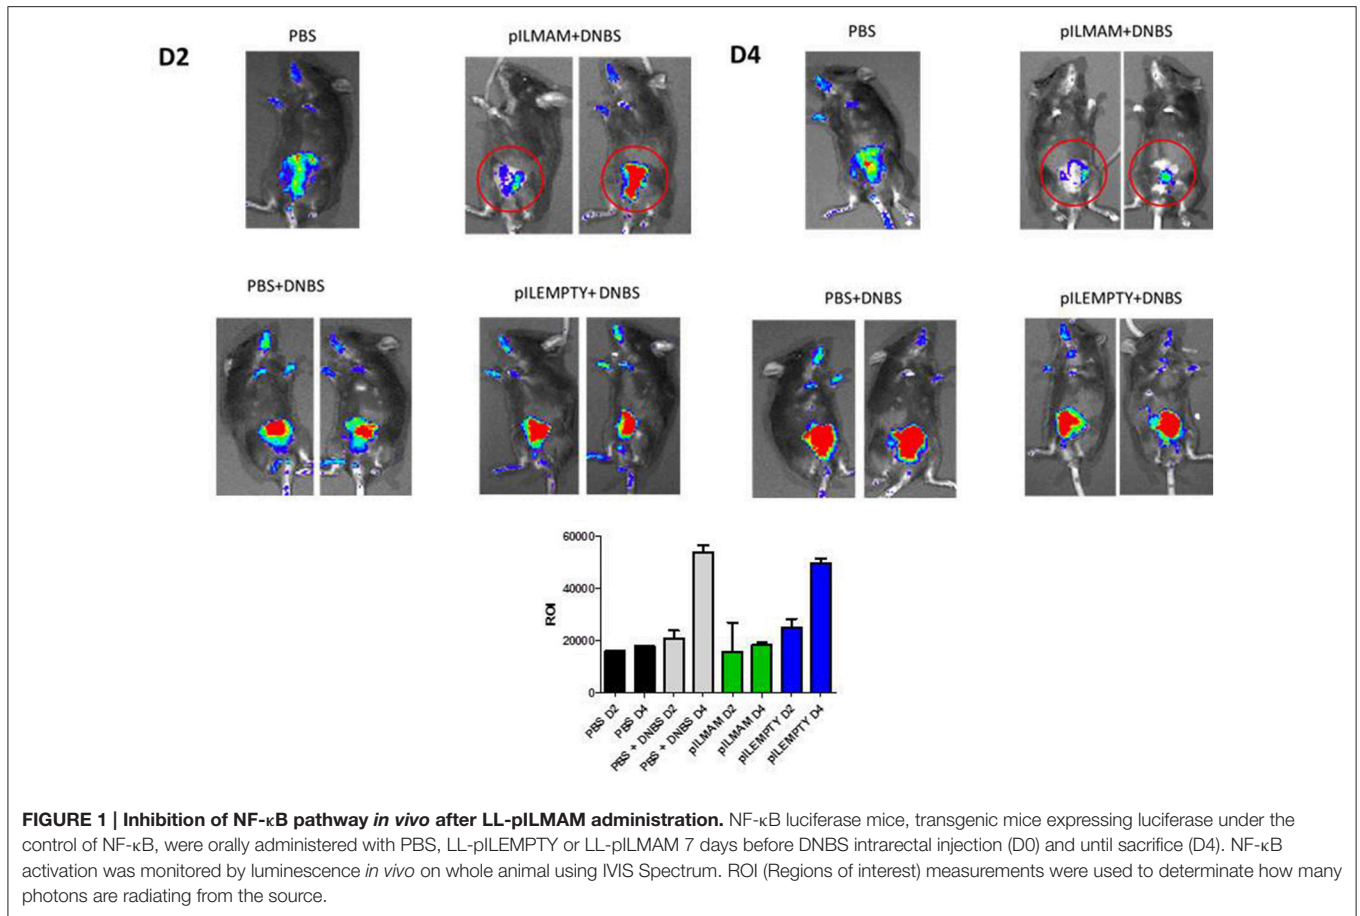 D2
PBS
pILMAM+DNBS
D4
PBS
pILMAM+DNBS
PBS+DNBS
pILEMPTY+DNBS
PBS+DNBS
pILEMPTY+DNBS
60000
40000
20000
0
ROI
PBS D2
PBS D4
PBS + DNBS D2
PBS + DNBS D4
pILMAM D2
pILMAM D4
pILEMPTY D2
pILEMPTY D4
FIGURE 1 | Inhibition of NF-κB pathway in vivo after LL-pILMAM administration. NF-κB luciferase mice, transgenic mice expressing luciferase under the
control of NF-κB, were orally administered with PBS, LL-pILEMPTY or LL-pILMAM 7 days before DNBS intrarectal injection (D0) and until sacrifice (D4). NF-κB
activation was monitored by luminescence in vivo on whole animal using IVIS Spectrum. ROI (Regions of interest) measurements were used to determinate how many
photons are radiating from the source.